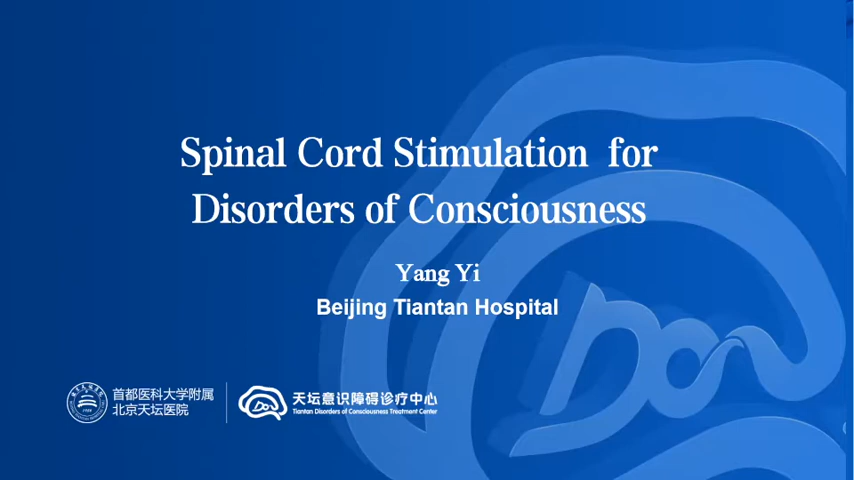 Spinal Cord Stimulation for
Disorders of Consciousness
Yang Yi
Beijing Tiantan Hospital
首都医科大学附属
北京天坛医院
天坛意识障碍诊疗中心
Tiantan Disorders of Consciousness Treatment Center
DOC